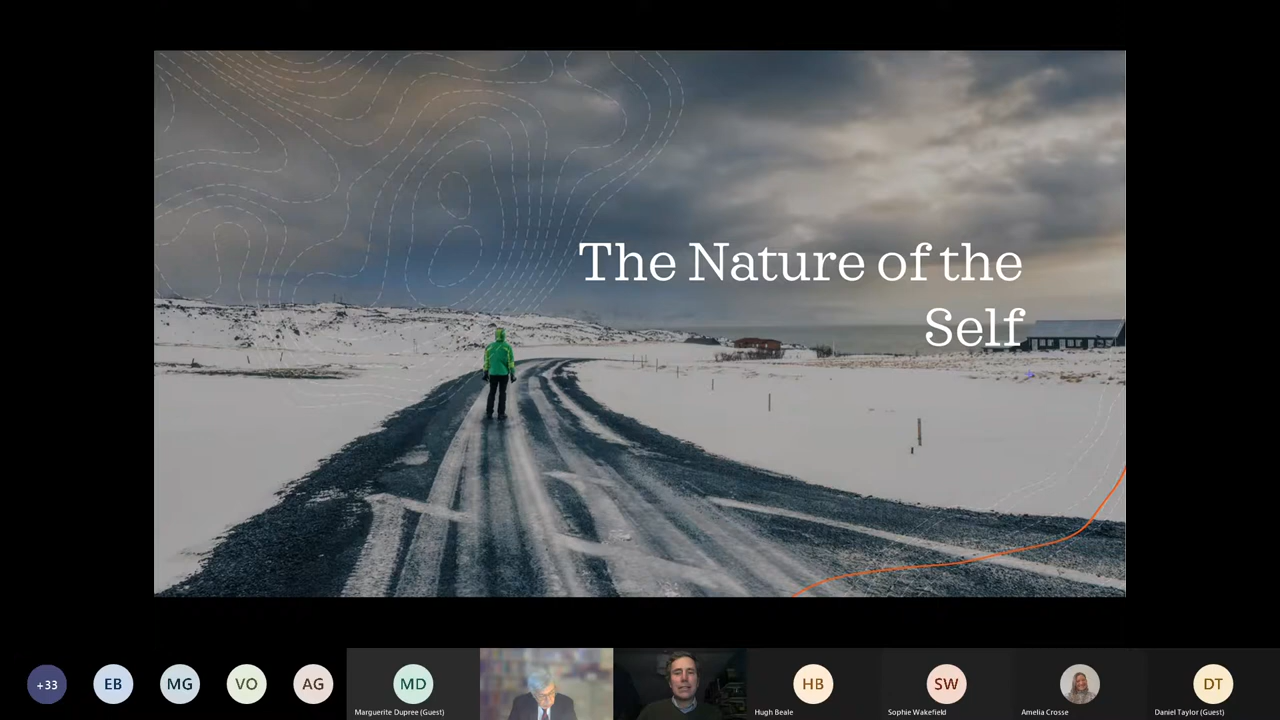 The Nature of the
Self
+33
EB
MG
VO
AG
MD
HB
SW
DT
Marguerite Dupree (Guest)
Hugh Beale
Sophie Wakefield
Amelia Crosse
Daniel Taylor (Guest)